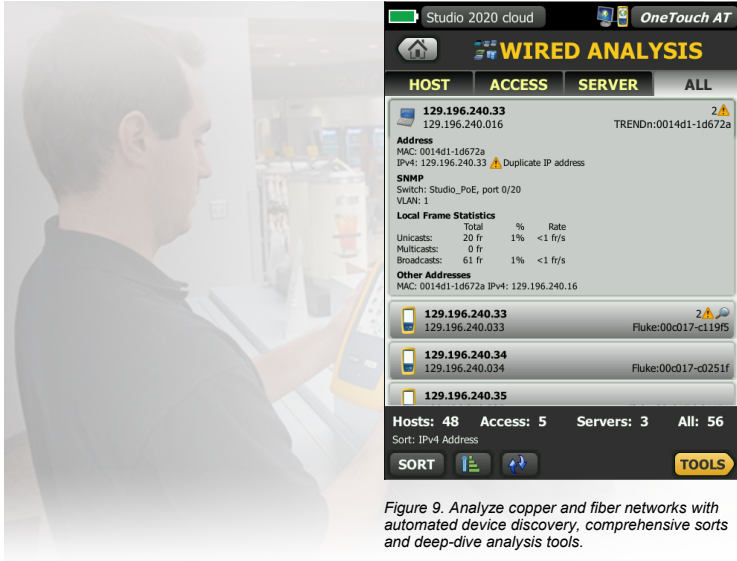 Studio 2020 cloud
OneTouch AT
WIRED ANALYSIS
HOST ACCESS SERVER ALL
129.196.240.33 2
129.196.240.016 TRENDn:0014d1-1d672a
Address
MAC: 0014d1-1d672a
IPv4: 129.196.240.33 Duplicate IP address
SNMP
Switch: Studio_PoE, port 0/20
VLAN: 1
Local Frame Statistics
Total % Rate
Unicasts: 20 fr 1% <1 fr/s
Multicasts: 0 fr
Broadcasts: 61 fr 1% <1 fr/s
Other Addresses
MAC: 0014d1-1d672a IPv4: 129.196.240.16
129.196.240.33 2
129.196.240.033 Fluke:00c017-c119f5
129.196.240.34
129.196.240.034 Fluke:00c017-c0251f
129.196.240.35
Hosts: 48 Access: 5 Servers: 3 All: 56
Sort: IPv4 Address
SORT
TOOLS
Figure 9. Analyze copper and fiber networks with
automated device discovery, comprehensive sorts
and deep-dive analysis tools.